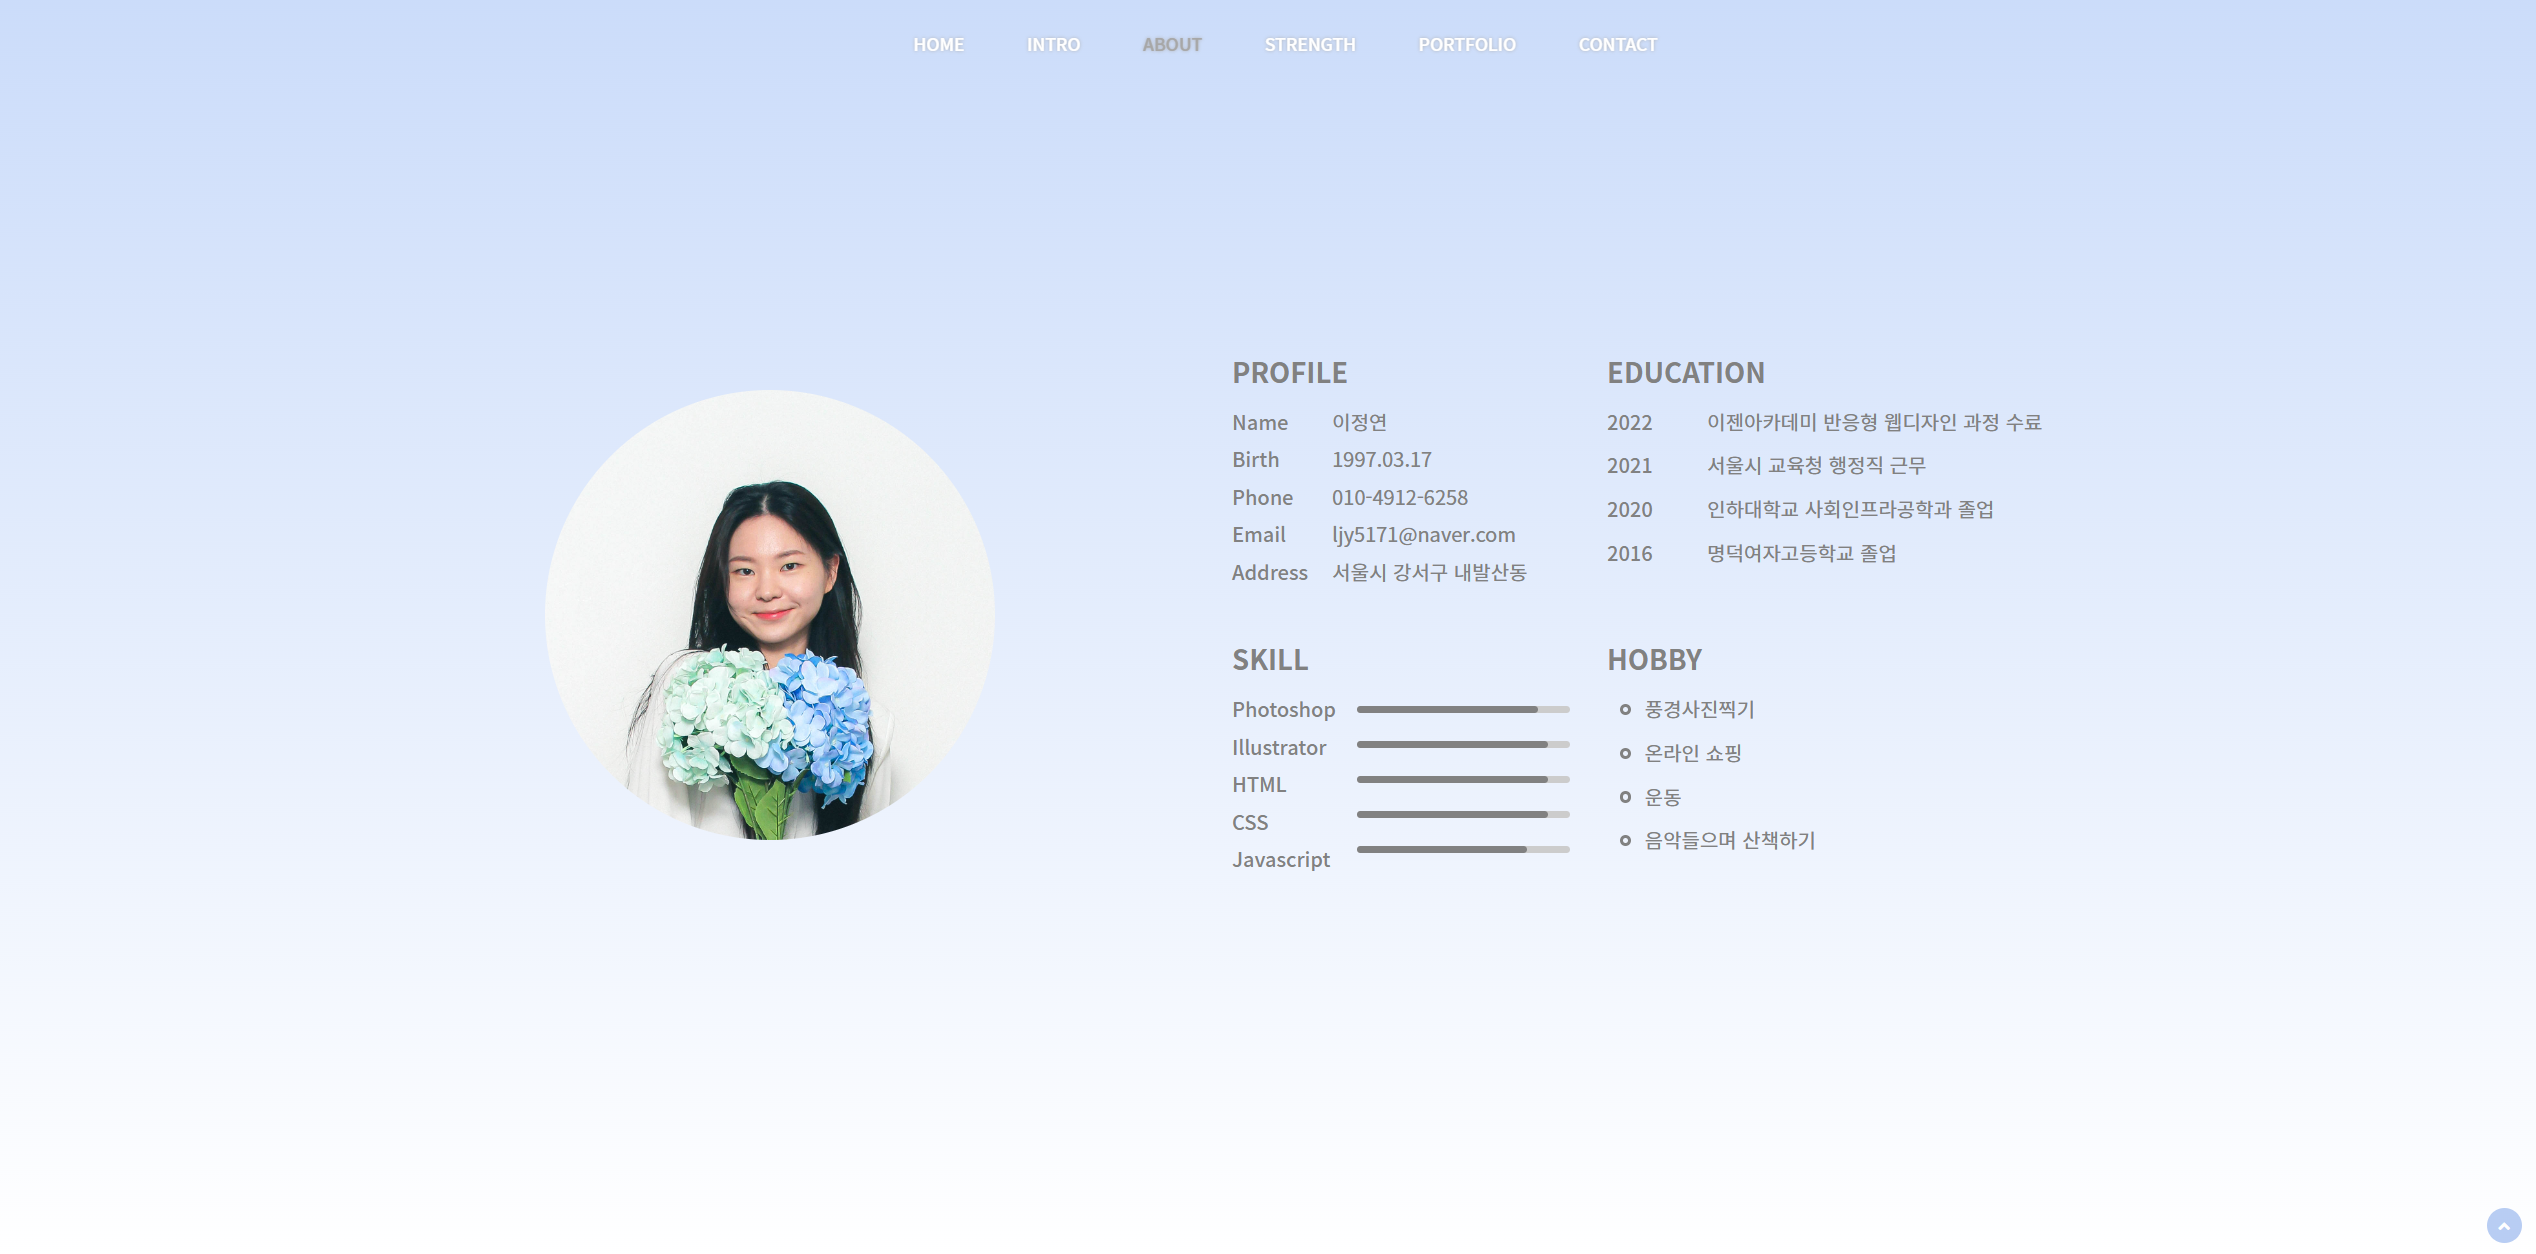 HOME INTRO ABOUT STRENGTH PORTFOLIO CONTACT
PROFILE
Name 이정연
Birth 1997.03.17
Phone 010-4912-6258
Email ljy5171@naver.com
Address 서울시 강서구 내발산동
EDUCATION
2022 이젠아카데미 반응형 웹디자인 과정 수료
2021 서울시 교육청 행정직 근무
2020 인하대학교 사회인프라공학과 졸업
2016 명덕여자고등학교 졸업
SKILL
Photoshop
Illustrator
HTML
CSS
Javascript
HOBBY
풍경사진찍기
온라인 쇼핑
운동
음악들으며 산책하기